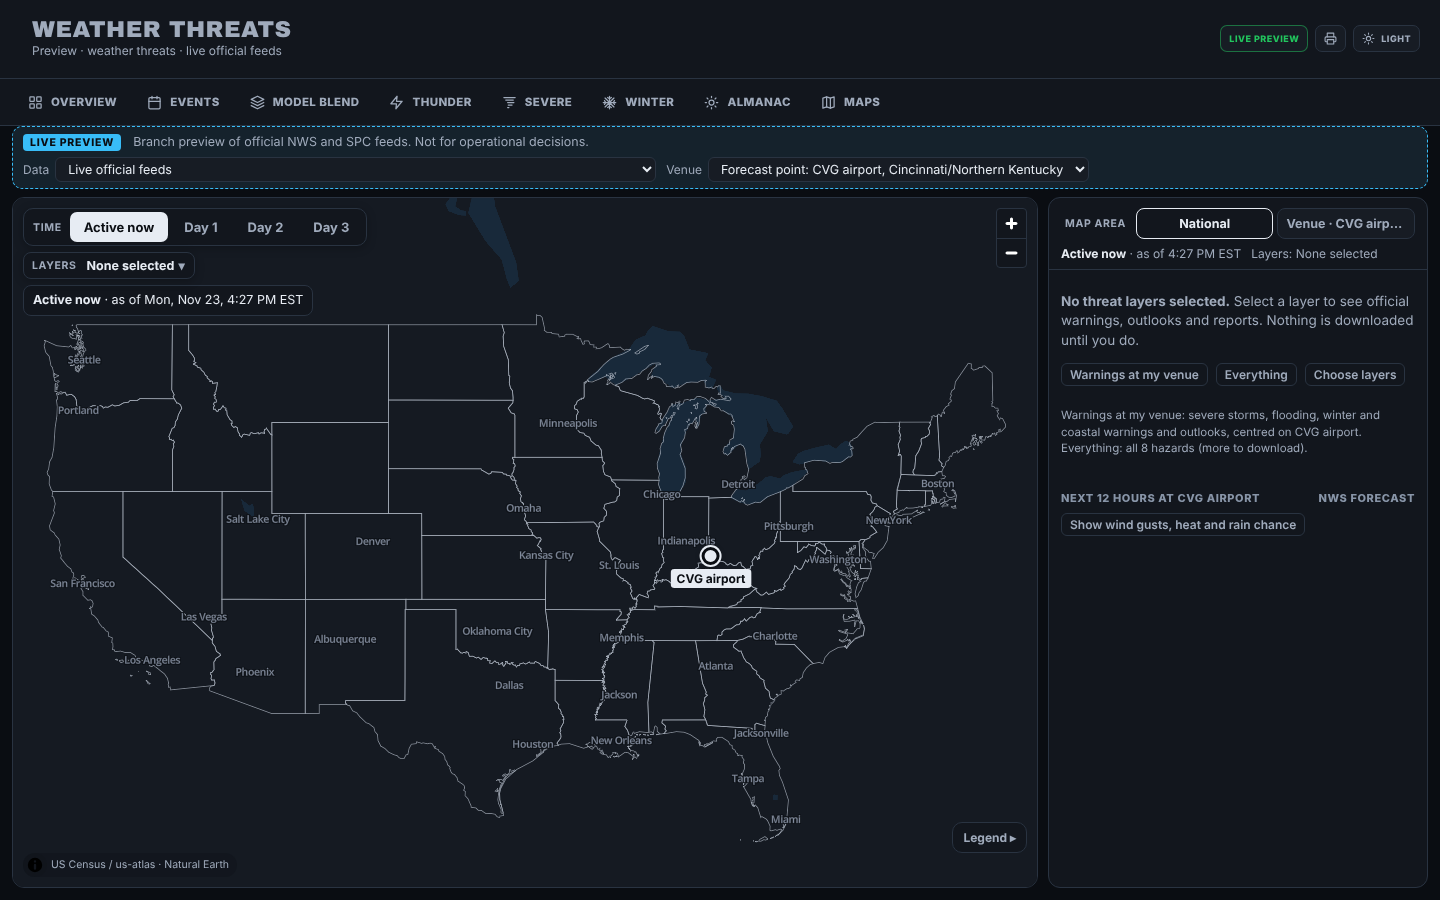 WEATHER THREATS
Preview · weather threats · live official feeds
LIVE PREVIEW
LIGHT
OVERVIEW
EVENTS
MODEL BLEND
THUNDER
SEVERE
WINTER
ALMANAC
MAPS
LIVE PREVIEW Branch preview of official NWS and SPC feeds. Not for operational decisions.
Data Live official feeds Venue Forecast point: CVG airport, Cincinnati/Northern Kentucky
TIME Active now Day 1 Day 2 Day 3
LAYERS None selected ▾
Active now · as of Mon, Nov 23, 4:27 PM EST
+
−
Seattle
Portland
Minneapolis
Boston
Detroit
Chicago
Omaha
Salt Lake City
New York
Pittsburgh
Denver
Indianapolis
Kansas City
Washington
St. Louis
CVG airport
San Francisco
Las Vegas
Oklahoma City
Albuquerque
Memphis
Charlotte
Los Angeles
Phoenix
Atlanta
Dallas
Jackson
Jacksonville
Houston
New Orleans
Tampa
Miami
Legend ▸
US Census / us-atlas · Natural Earth
MAP AREA National Venue · CVG airp...
Active now · as of 4:27 PM EST Layers: None selected
No threat layers selected. Select a layer to see official
warnings, outlooks and reports. Nothing is downloaded
until you do.
Warnings at my venue Everything Choose layers
Warnings at my venue: severe storms, flooding, winter and
coastal warnings and outlooks, centred on CVG airport.
Everything: all 8 hazards (more to download).
NEXT 12 HOURS AT CVG AIRPORT NWS FORECAST
Show wind gusts, heat and rain chance